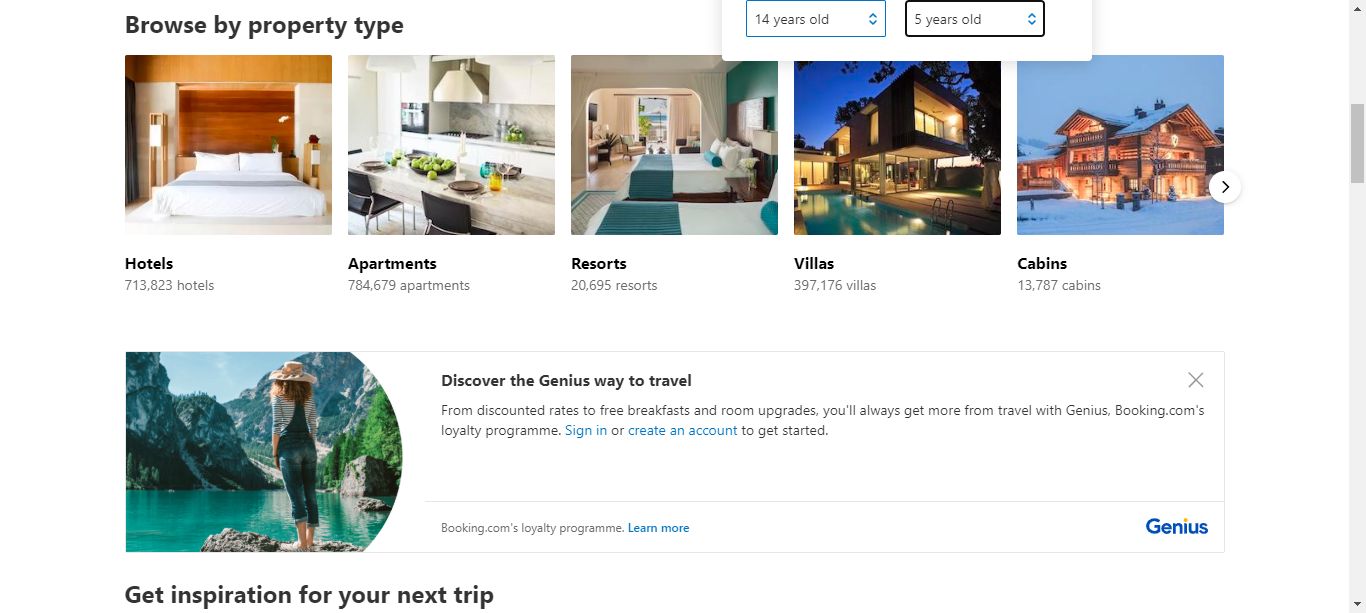 Browse by property type
14 years old
5 years old
Hotels
713,823 hotels
Apartments
784,679 apartments
Resorts
20,695 resorts
Villas
397,176 villas
Cabins
13,787 cabins
Discover the Genius way to travel
From discounted rates to free breakfasts and room upgrades, you'll always get more from travel with Genius, Booking.com's
loyalty programme. Sign in or create an account to get started.
Booking.com's loyalty programme. Learn more
Genius
Get inspiration for your next trip